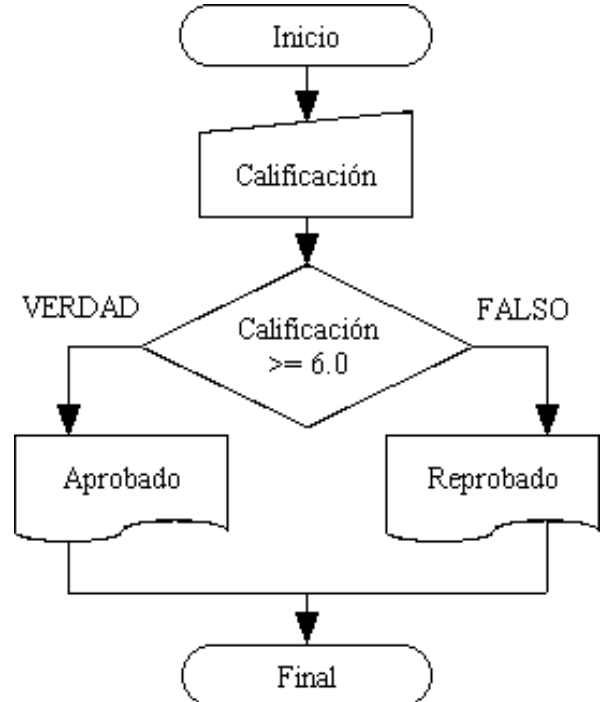 Inicio
Calificación
VERDAD
FALSO
Calificación
>= 6.0
Aprobado
Reprobado
Final